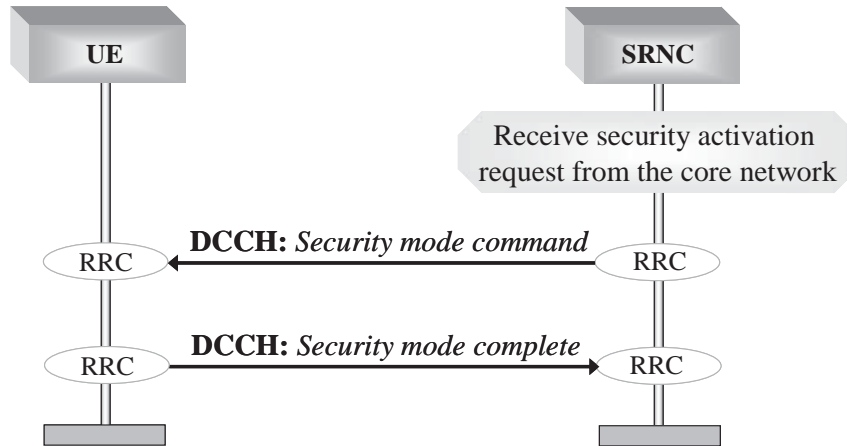 UE
SRNC
Receive security activation
request from the core network
DCCH: Security mode command
RRC
RRC
DCCH: Security mode complete
RRC
RRC